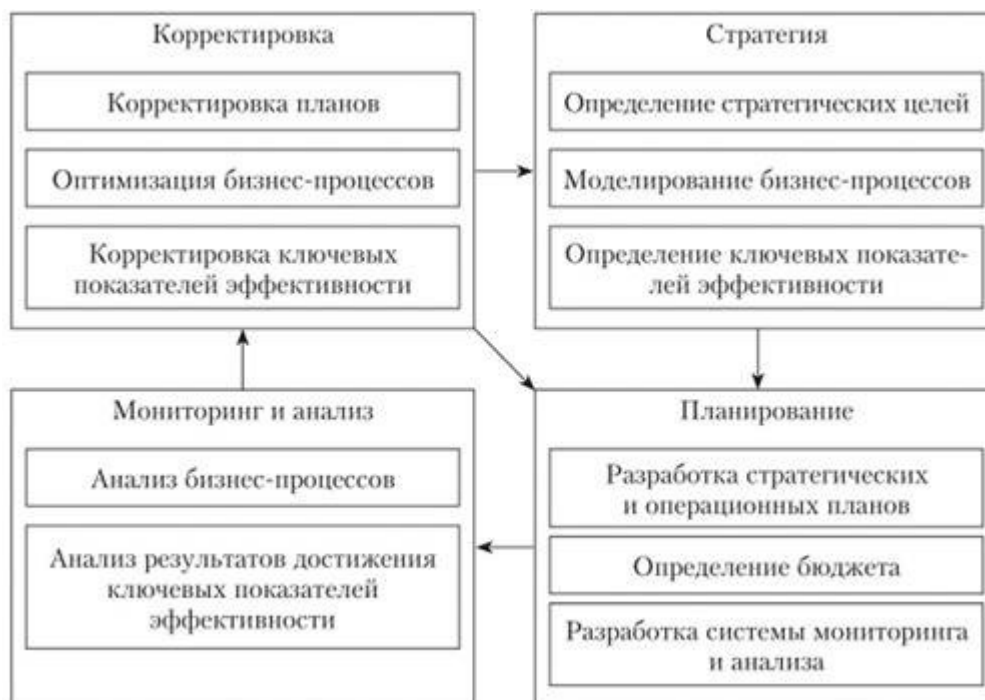 Корректировка
Корректировка планов
Оптимизация бизнес-процессов
Корректировка ключевых
показателей эффективности
Стратегия
Определение стратегических целей
Моделирование бизнес-процессов
Определение ключевых показате-
лей эффективности
Мониторинг и анализ
Анализ бизнес-процессов
Анализ результатов достижения
ключевых показателей
эффективности
Планирование
Разработка стратегических
и операционных планов
Определение бюджета
Разработка системы мониторинга
и анализа